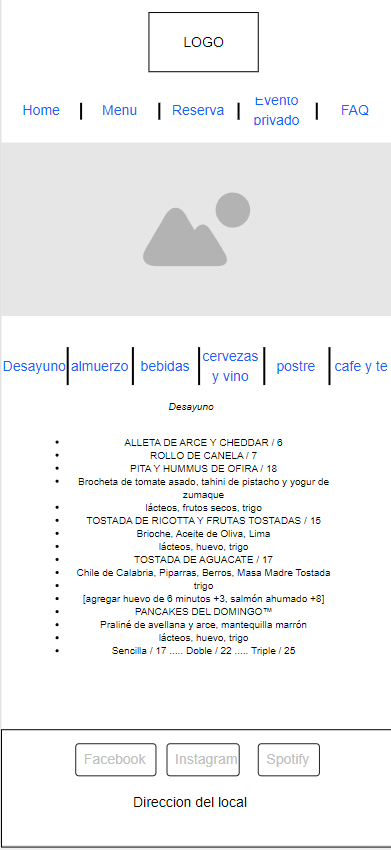 LOGO
Home
Menu
Reserva
Evento
privado
FAQ
Desayuno
almuerzo
bebidas
cervezas
y vino
postre
cafe y te
Desayuno
ALLETA DE ARCE Y CHEDDAR / 6
ROLLO DE CANELA / 7
PITA Y HUMMUS DE OFIRA / 18
Brocheta de tomate asado, tahini de pistacho y yogur de
zumaque
lácteos, frutos secos, trigo
TOSTADA DE RICOTTA Y FRUTAS TOSTADAS / 15
Brioche, Aceite de Oliva, Lima
lácteos, huevo, trigo
TOSTADA DE AGUACATE / 17
Chile de Calabria, Piparras, Berros, Masa Madre Tostada
trigo
[agregar huevo de 6 minutos +3, salmón ahumado +8]
PANCAKES DEL DOMINGO™
Praliné de avellana y arce, mantequilla marrón
lácteos, huevo, trigo
Sencilla / 17 ..... Doble / 22 ..... Triple / 25
Facebook
Instagram
Spotify
Direccion del local